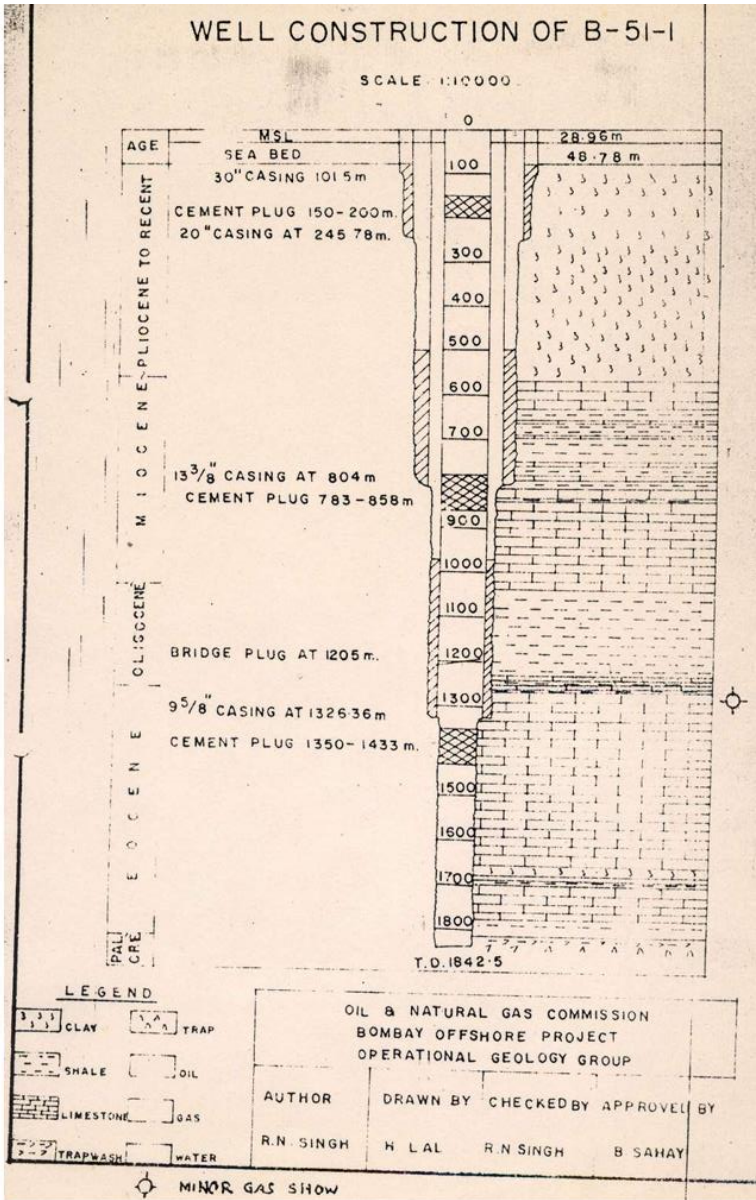 WELL CONSTRUCTION OF B-51-1
SCALE 1:10000
0
AGE
MSL
28.96m
SEA BED
48.78 m
100
30" CASING 101 5m
CEMENT PLUG 150-200m.
20" CASING AT 245 78m.
300
400
500
600
700
PLIOCENE TO RECENT
MIOCENE
13 3/8" CASING AT 804m
CEMENT PLUG 783-858m
900
1000
1100
1200
OLIGOCENE
BRIDGE PLUG AT 1205m.
1300
9 5/8" CASING AT 1326.36m
CEMENT PLUG 1350-1433m.
EOCENE
1500
1600
1700
1800
PAL
CRE
T.D.1842.5
LEGEND
CLAY
TRAP
SHALE
OIL
LIMESTONE
GAS
TRAPWASH
WATER
OIL & NATURAL GAS COMMISSION
BOMBAY OFFSHORE PROJECT
OPERATIONAL GEOLOGY GROUP
AUTHOR DRAWN BY CHECKED BY APPROVED BY
R.N. SINGH H LAL R.N SINGH B SAHAY
MINOR GAS SHOW